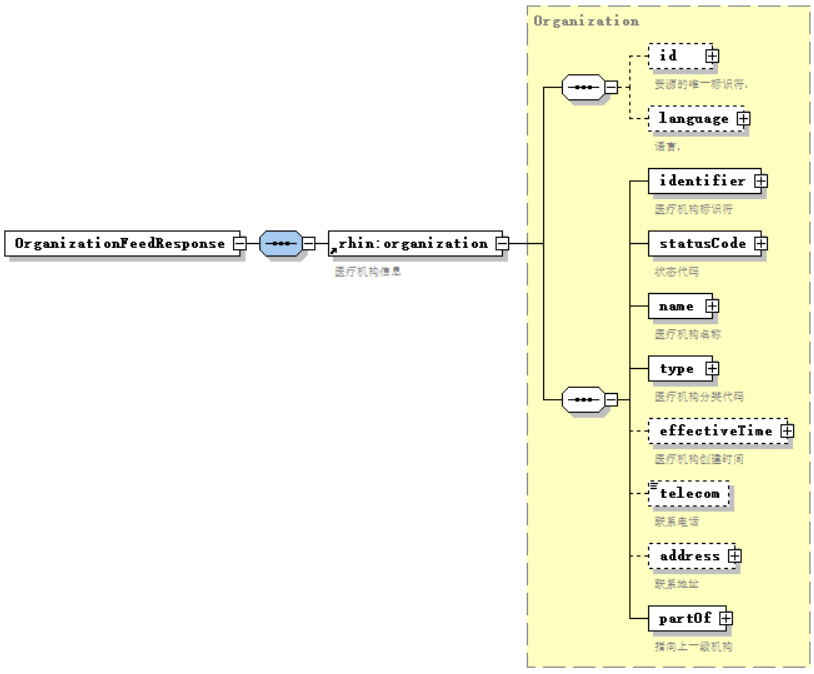 Organization
id
资源的唯一标识符.
language
语言.
identifier
医疗机构标识符
OrganizationFeedResponse
rhin:organization
医疗机构信息
statusCode
状态代码
name
医疗机构名称
type
医疗机构分类代码
effectiveTime
医疗机构创建时间
telecom
联系电话
address
联系地址
partOf
指向上一级机构